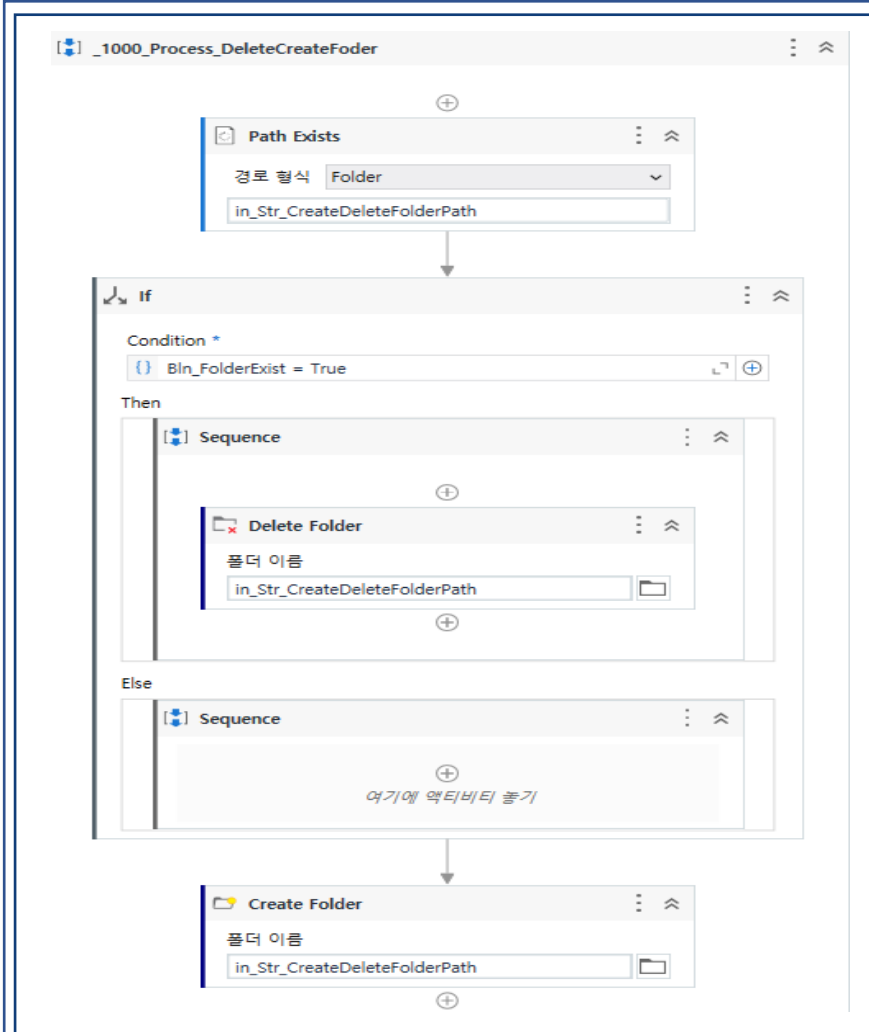 _1000_Process_DeleteCreateFoder
Path Exists
경로 형식 Folder
in_Str_CreateDeleteFolderPath
If
Condition *
{} Bln_FolderExist = True
Then
Sequence
Delete Folder
폴더 이름
in_Str_CreateDeleteFolderPath
Else
Sequence
여기에 액티비티 놓기
Create Folder
폴더 이름
in_Str_CreateDeleteFolderPath